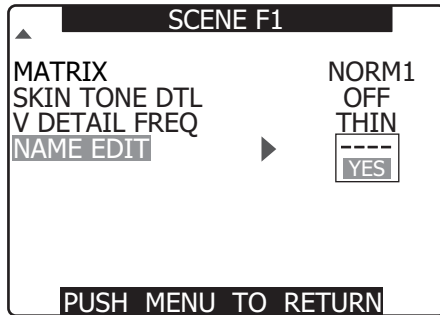 SCENE F1
MATRIX NORM1
SKIN TONE DTL OFF
V DETAIL FREQ THIN
NAME EDIT ----
YES
PUSH MENU TO RETURN